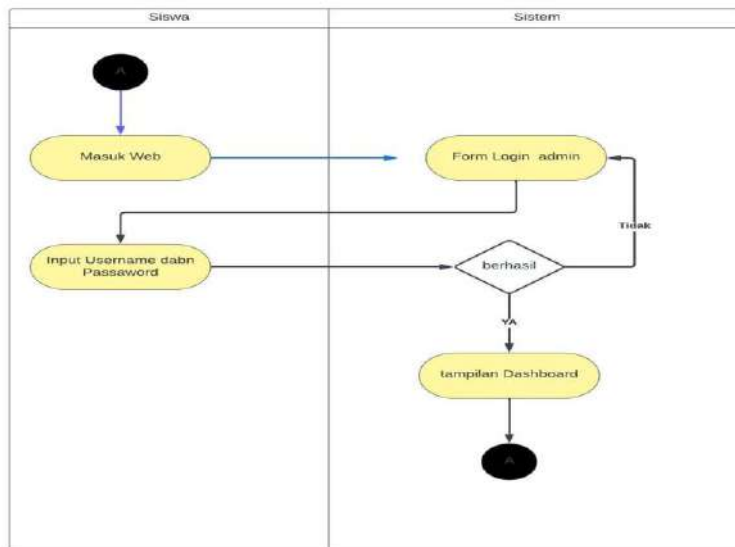 Siswa
Sistem
A
Masuk Web
Form Login admin
Tidak
Input Username dabn
Passaword
berhasil
YA
tampilan Dashboard
A